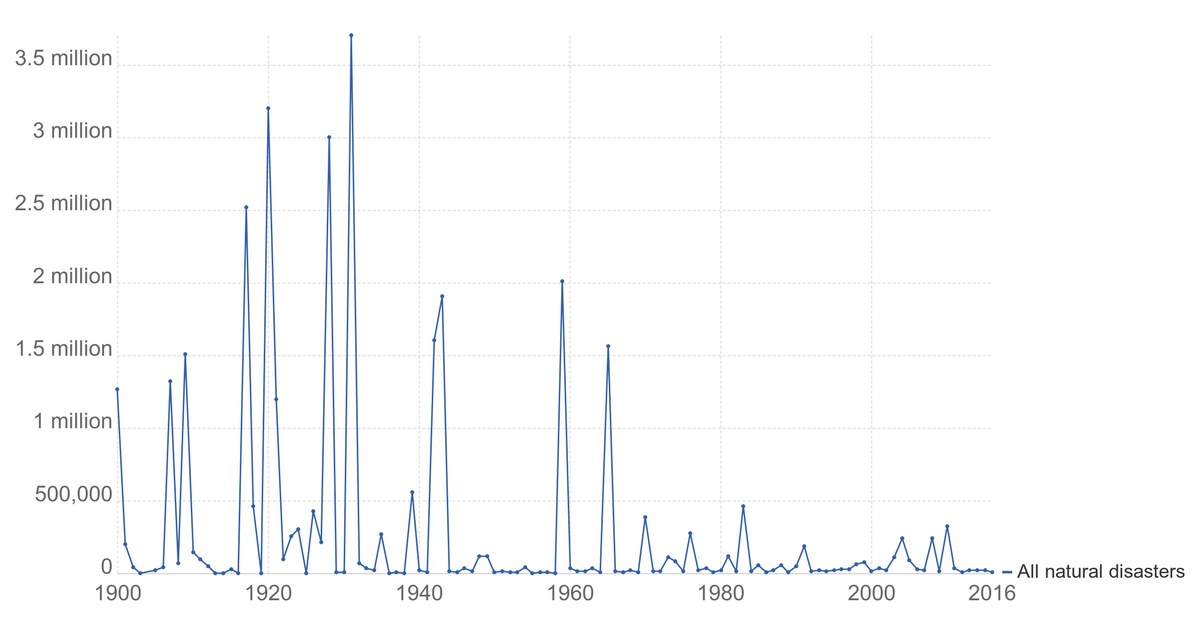 3.5 million
3 million
2.5 million
2 million
1.5 million
1 million
500,000
0
1900 1920 1940 1960 1980 2000 2016
All natural disasters